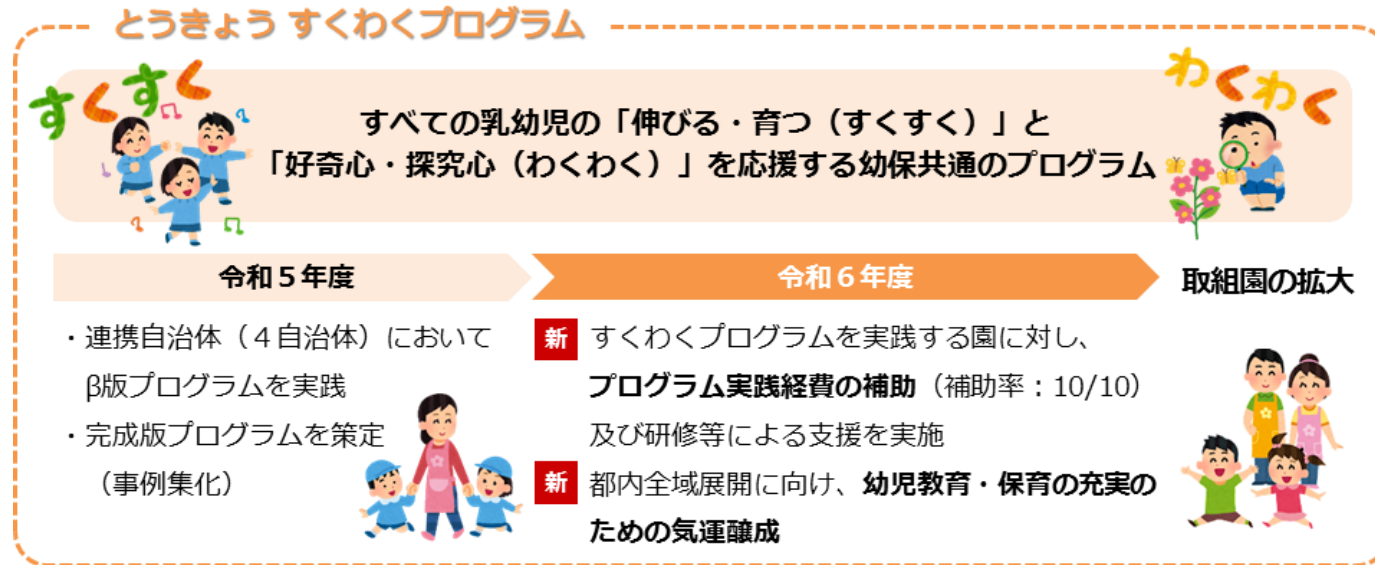 とうきょう すくわくプログラム
すくすく
わくわく
すべての乳幼児の「伸びる・育つ（すくすく）」と
「好奇心・探究心（わくわく）」を応援する幼保共通のプログラム
令和５年度
令和６年度
取組園の拡大
・連携自治体（４自治体）において
β版プログラムを実践
・完成版プログラムを策定
（事例集化）
新 すくわくプログラムを実践する園に対し、
プログラム実践経費の補助（補助率：10/10）
及び研修等による支援を実施
新 都内全域展開に向け、幼児教育・保育の充実の
ための気運醸成